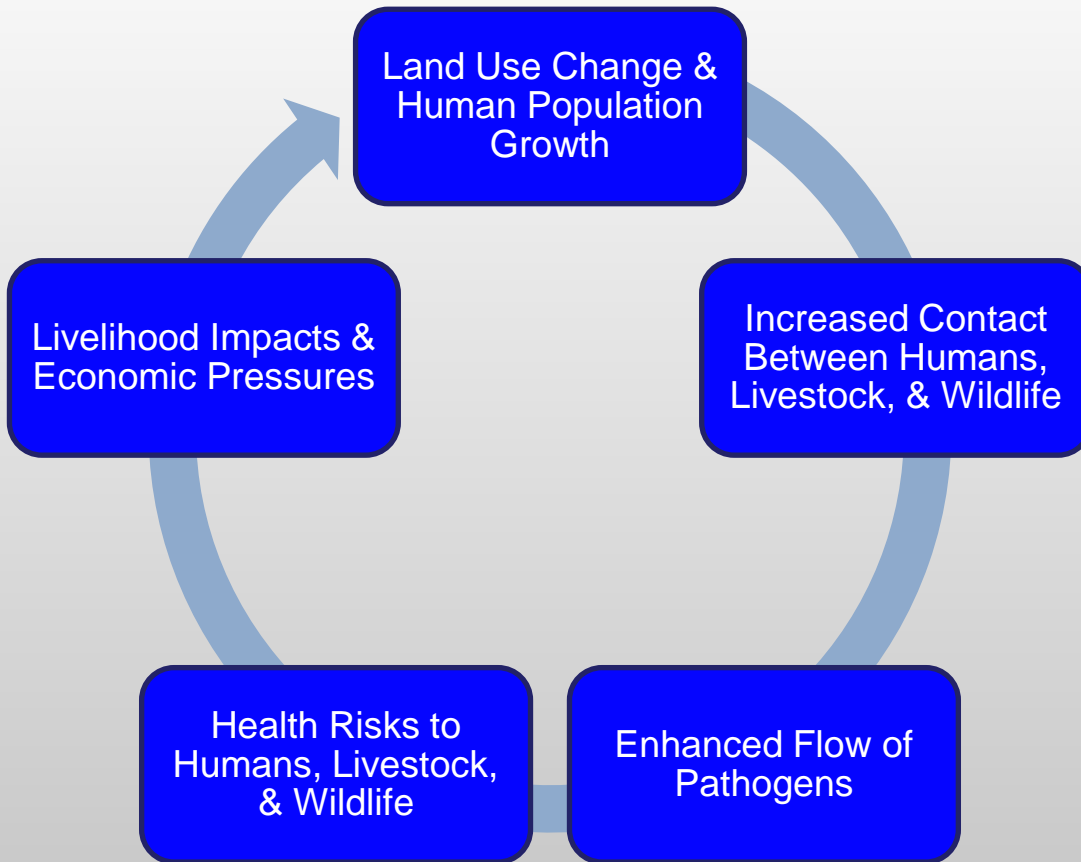 Land Use Change &
Human Population
Growth
Increased Contact
Between Humans,
Livestock, & Wildlife
Enhanced Flow of
Pathogens
Health Risks to
Humans, Livestock,
& Wildlife
Livelihood Impacts &
Economic Pressures